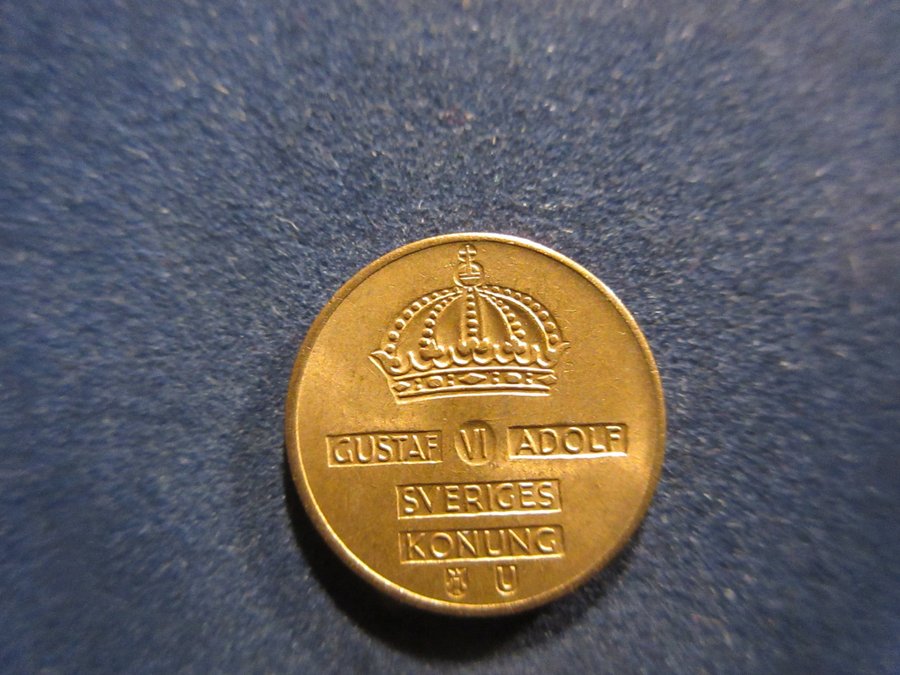 GUSTAF VI ADOLF
SVERIGES
KONUNG
U